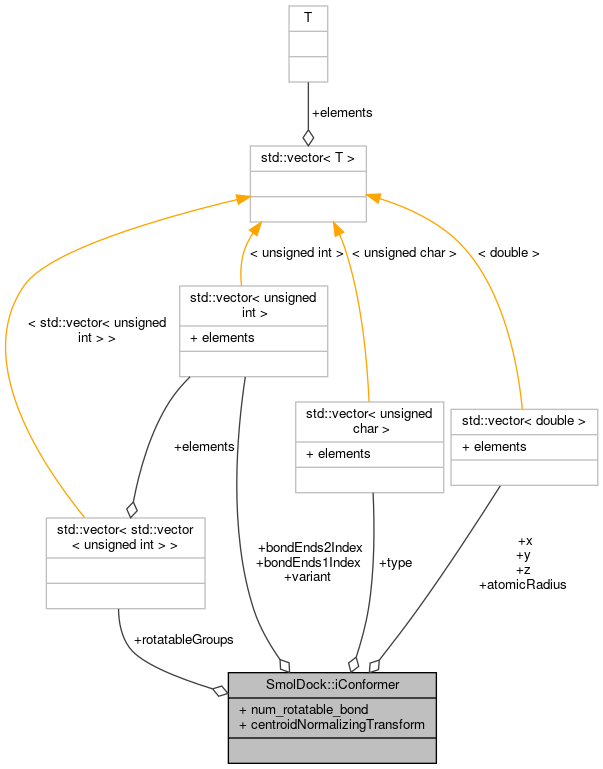 T
+elements
std::vector< T >
< unsigned int >
< unsigned char >
< double >
< std::vector< unsigned
int > >
std::vector< unsigned
int >
+ elements
std::vector< unsigned
char >
+ elements
std::vector< double >
+ elements
+elements
std::vector< std::vector
< unsigned int > >
+bondEnds2Index
+bondEnds1Index
+variant
+type
+x
+y
+z
+atomicRadius
+rotatableGroups
SmolDock::iConformer
+ num_rotatable_bond
+ centroidNormalizingTransform